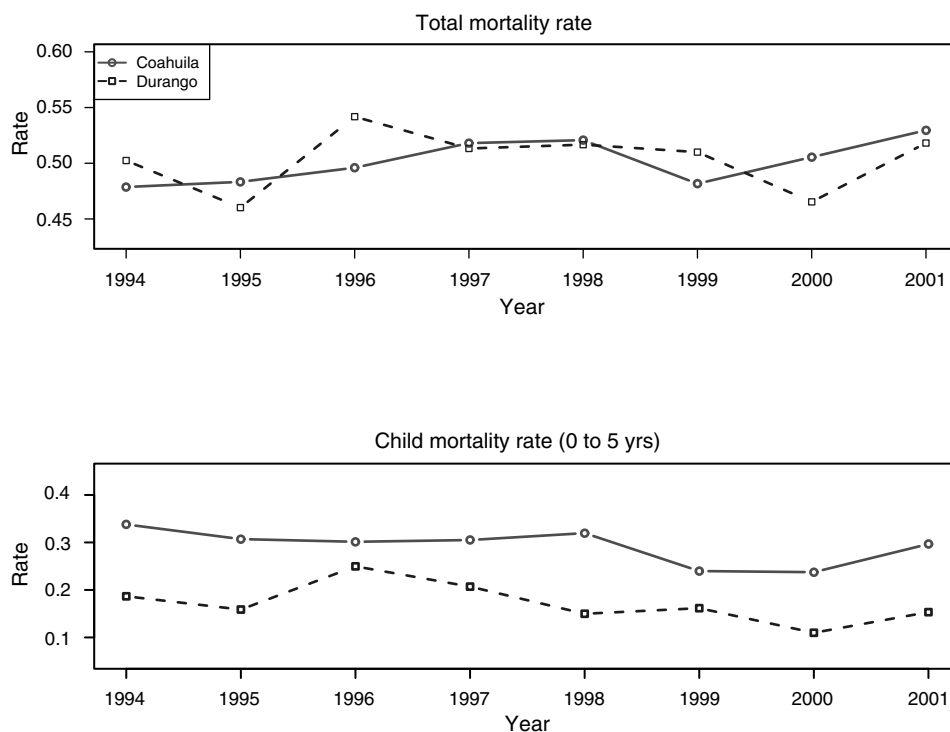 Total mortality rate
0.60
0.55
0.50
0.45
Rate
Coahuila
Durango
1994 1995 1996 1997 1998 1999 2000 2001
Year
Child mortality rate (0 to 5 yrs)
0.4
0.3
0.2
0.1
Rate
1994 1995 1996 1997 1998 1999 2000 2001
Year